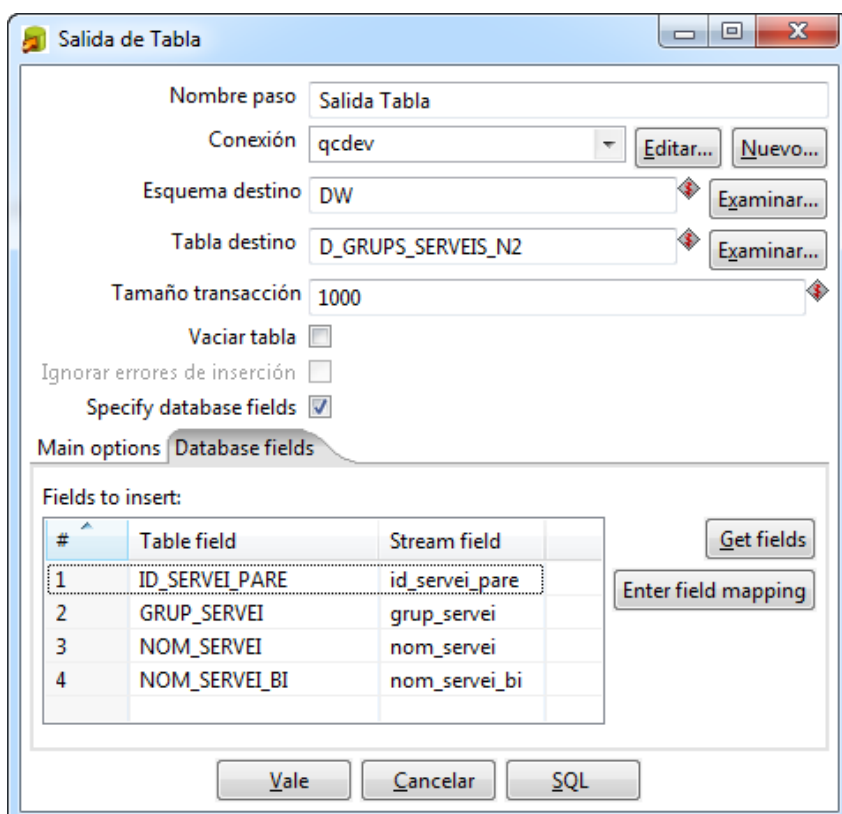 Salida de Tabla
Nombre paso Salida Tabla
Conexión qcdev Editar... Nuevo...
Esquema destino DW Examinar...
Tabla destino D_GRUPS_SERVEIS_N2 Examinar...
Tamaño transacción 1000
Vaciar tabla
Ignorar errores de inserción
Specify database fields
Main options Database fields
Fields to insert:
# Table field Stream field Get fields
1 ID_SERVEI_PARE id_servei_pare Enter field mapping
2 GRUP_SERVEI grup_servei
3 NOM_SERVEI nom_servei
4 NOM_SERVEI_BI nom_servei_bi
Vale Cancelar SQL